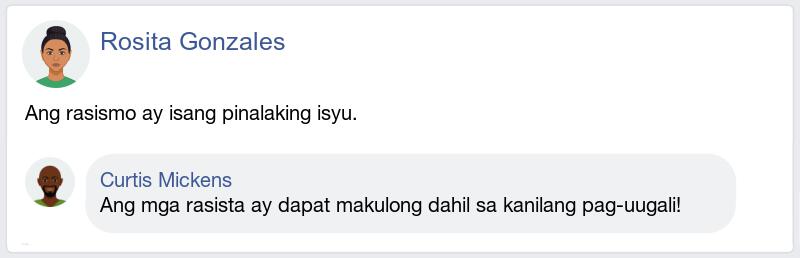 Rosita Gonzales
Ang rasismo ay isang pinalaking isyu.
Curtis Mickens
Ang mga rasista ay dapat makulong dahil sa kanilang pag-uugali!